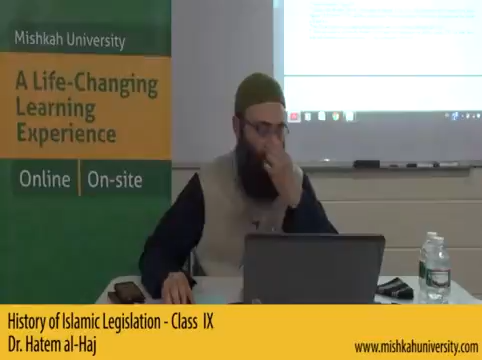 Mishkah University
A Life-Changing
Learning
Experience
Online | On-site
History of Islamic Legislation - Class IX
Dr. Hatem al-Haj
www.mishkahuniversity.com